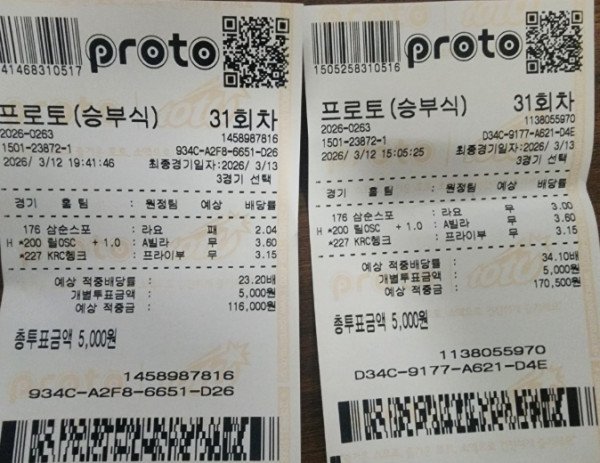 41468310517
proto
프로토(승부식) 31회차
2026-0263 1458987816
1501-23872-1 934C-A2F8-6651-D26
2026/ 3/12 19:41:46 최종경기일자:2026/ 3/13
3경기 선택
경기 홈팀 : 원정팀 예상 배당률
176 삼순스포 : 라요 패 2.04
H *200 릴OSC + 1.0 : A빌라 무 3.60
*227 KRC헹크 : 프라이부 무 3.15
예상 적중배당률 : 23.20배
개별투표금액 : 5,000원
예상 적중금 : 116,000원
총투표금액 5,000원
1458987816
934C-A2F8-6651-D26
1505258310516
proto
프로토(승부식) 31회차
2026-0263 1138055970
1501-23872-1 D34C-9177-A621-D4E
2026/ 3/12 15:05:25 최종경기일자:2026/ 3/13
3경기 선택
경기 홈팀 : 원정팀 예상 배당률
176 삼순스포 : 라요 무 3.00
H *200 릴OSC + 1.0 : A빌라 무 3.60
*227 KRC헹크 : 프라이부 무 3.15
예상 적중배당률 : 34.10배
개별투표금액 : 5,000원
예상 적중금 : 170,500원
총투표금액 5,000원
1138055970
D34C-9177-A621-D4E